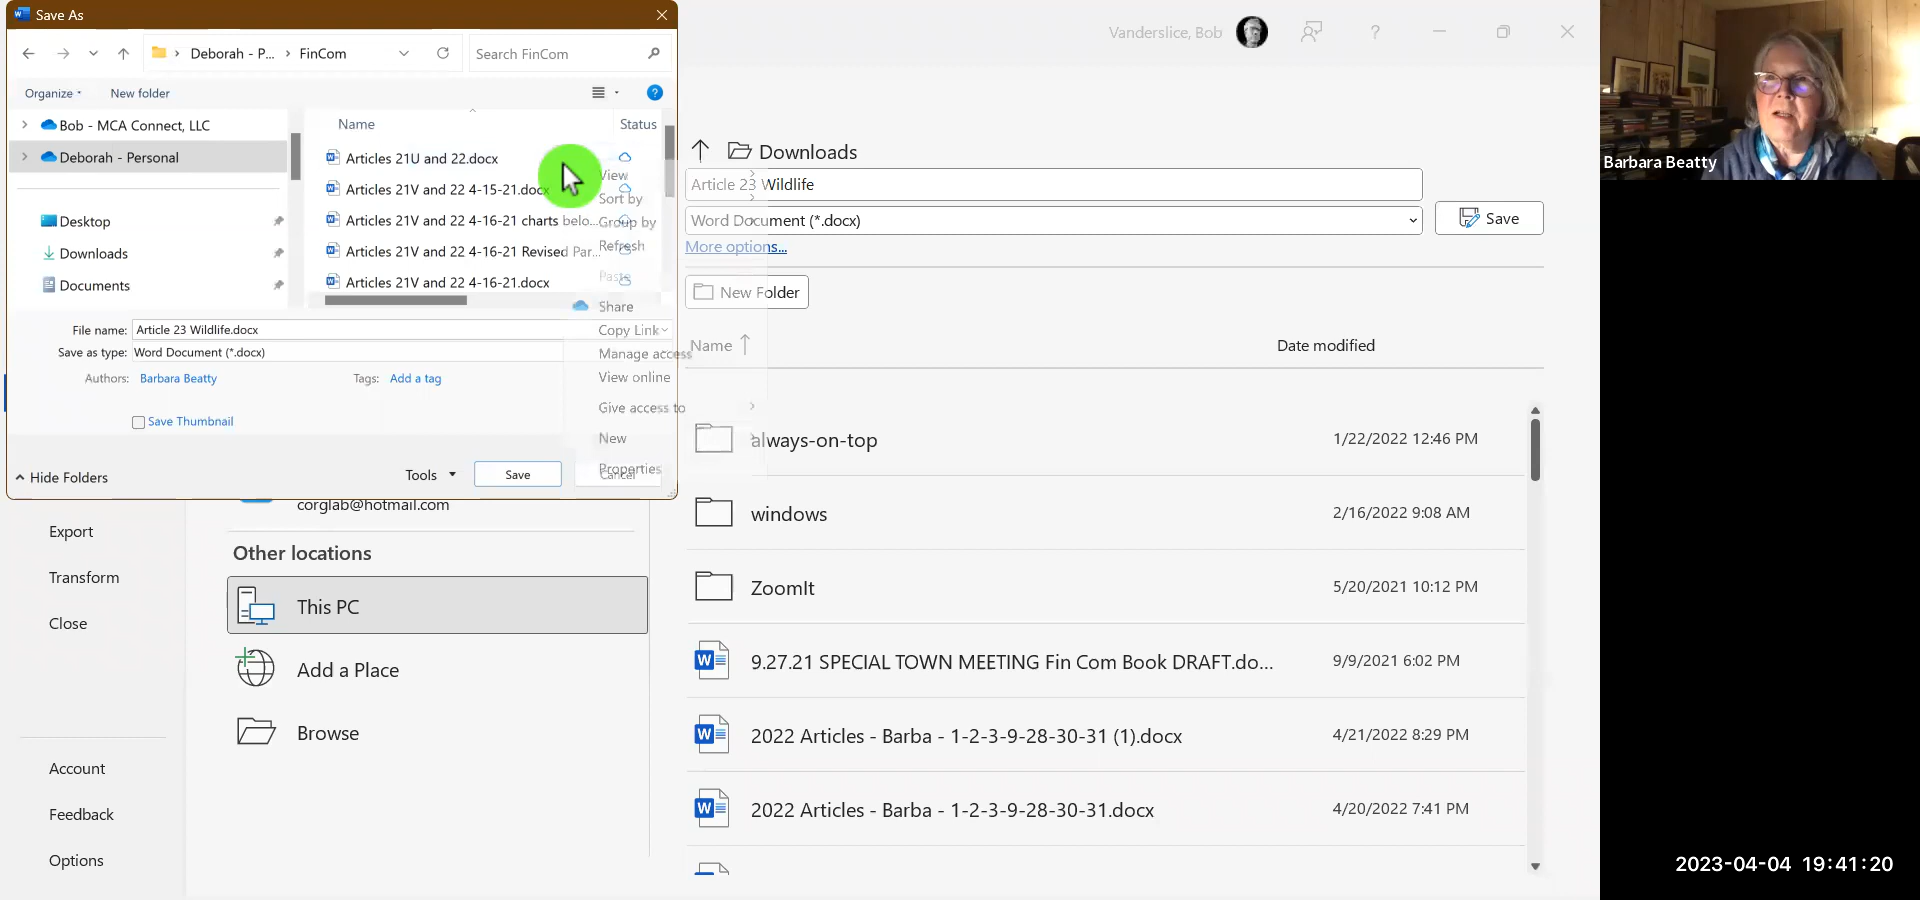 Save As
Deborah - P... > FinCom
Search FinCom
Organize
New folder
Bob - MCA Connect, LLC
Deborah - Personal
Desktop
Downloads
Documents
Name
Status
Articles 21U and 22.docx
Articles 21V and 22 4-15-21.docx
Articles 21V and 22 4-16-21 charts belo...
Articles 21V and 22 4-16-21 Revised Par...
Articles 21V and 22 4-16-21.docx
View
Sort by
Group by
Refresh
Paste
Share
Copy Link
Manage access
View online
Give access to
New
Properties
File name: Article 23 Wildlife.docx
Save as type: Word Document (*.docx)
Authors: Barbara Beatty
Tags: Add a tag
Save Thumbnail
Hide Folders
Tools
Save
Cancel
Vanderslice, Bob
?
Downloads
Article 23 Wildlife
Word Document (*.docx)
Save
More options...
New Folder
Name
Date modified
always-on-top 1/22/2022 12:46 PM
windows 2/16/2022 9:08 AM
ZoomIt 5/20/2021 10:12 PM
9.27.21 SPECIAL TOWN MEETING Fin Com Book DRAFT.do... 9/9/2021 6:02 PM
2022 Articles - Barba - 1-2-3-9-28-30-31 (1).docx 4/21/2022 8:29 PM
2022 Articles - Barba - 1-2-3-9-28-30-31.docx 4/20/2022 7:41 PM
corglab@hotmail.com
Other locations
This PC
Add a Place
Browse
Export
Transform
Close
Account
Feedback
Options
Barbara Beatty
2023-04-04 19:41:20